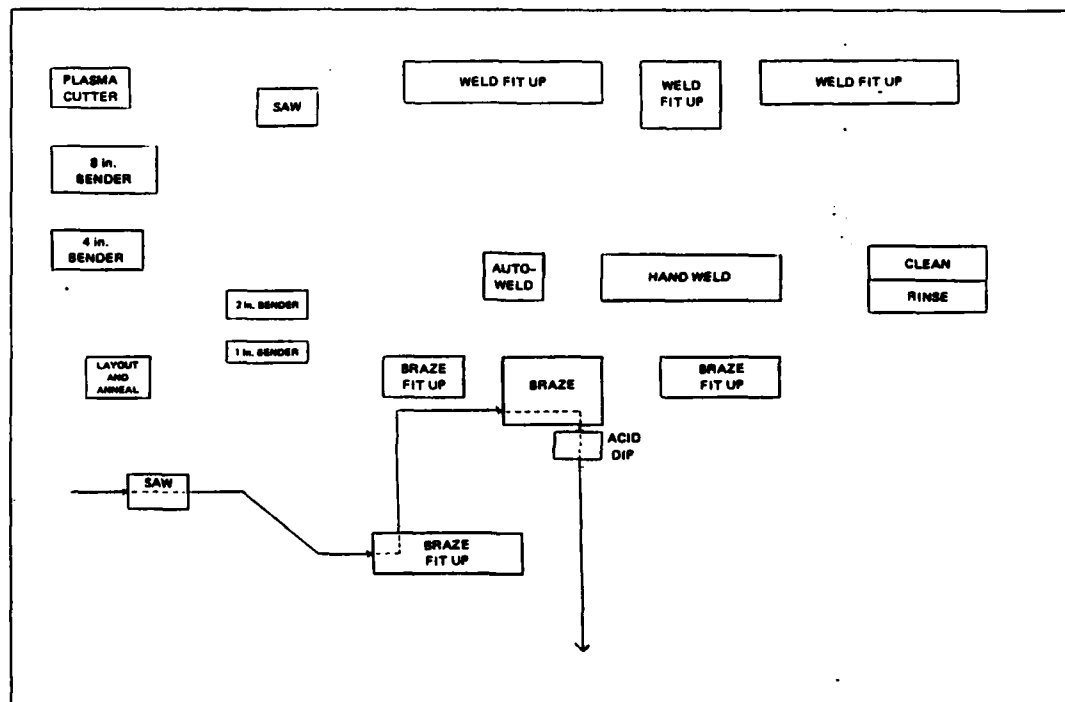 PLASMA
CUTTER
SAW
WELD FIT UP
WELD
FIT UP
WELD FIT UP
8 in.
BENDER
4 in.
BENDER
AUTO-
WELD
HAND WELD
CLEAN
RINSE
2 in. BENDER
1 in. BENDER
LAYOUT
AND
ANNEAL
BRAZE
FIT UP
BRAZE
BRAZE
FIT UP
ACID
DIP
SAW
BRAZE
FIT UP